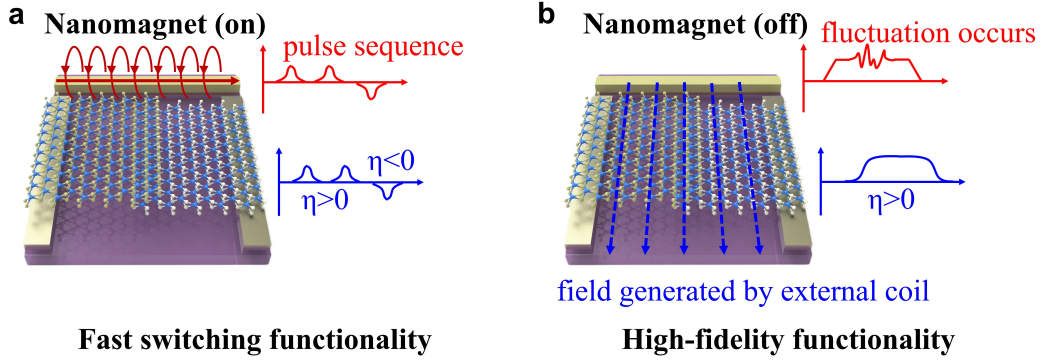 a
Nanomagnet (on)
pulse sequence
η<0
η>0
Fast switching functionality
b
Nanomagnet (off)
fluctuation occurs
η>0
field generated by external coil
High-fidelity functionality